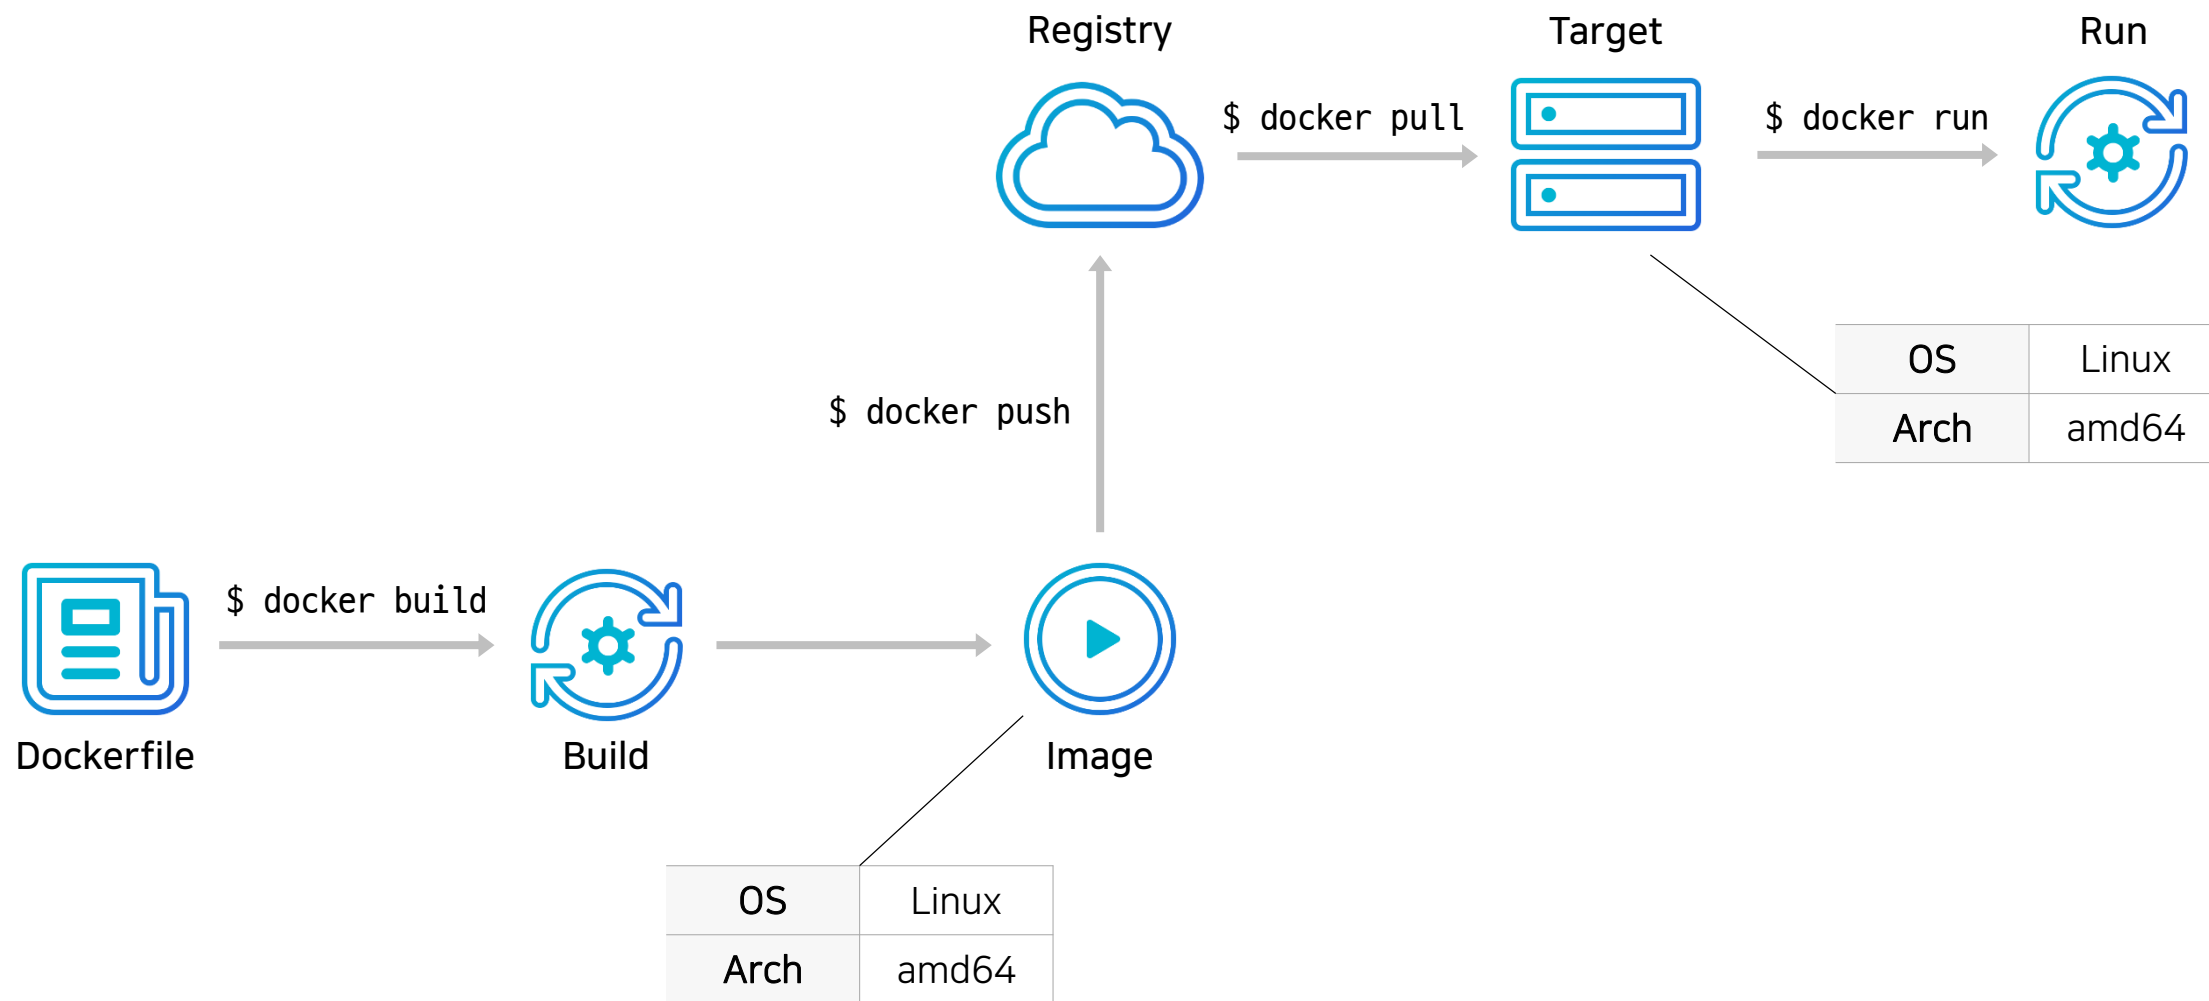 Registry
Target
Run
$ docker pull
$ docker run
OS Linux
Arch amd64
$ docker push
$ docker build
Dockerfile
Build
Image
OS Linux
Arch amd64